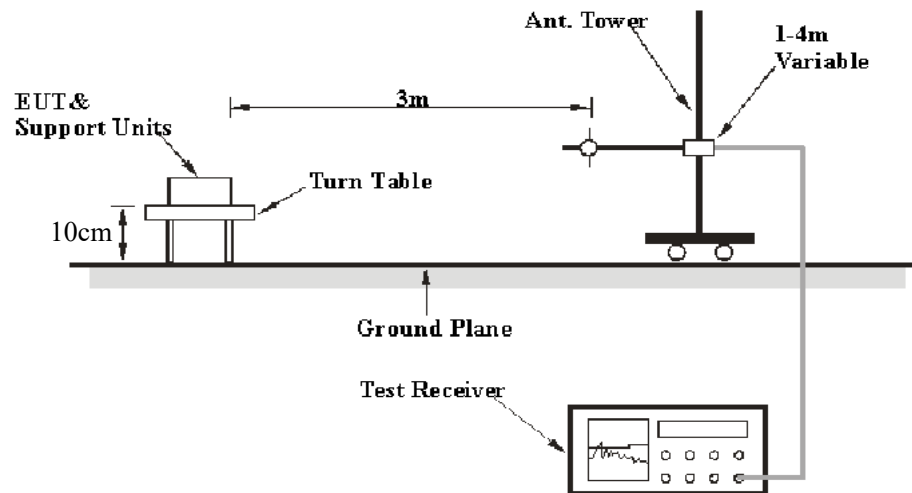 Ant. Tower
1-4m
Variable
EUT&
Support Units
3m
Turn Table
10cm
Ground Plane
Test Receiver